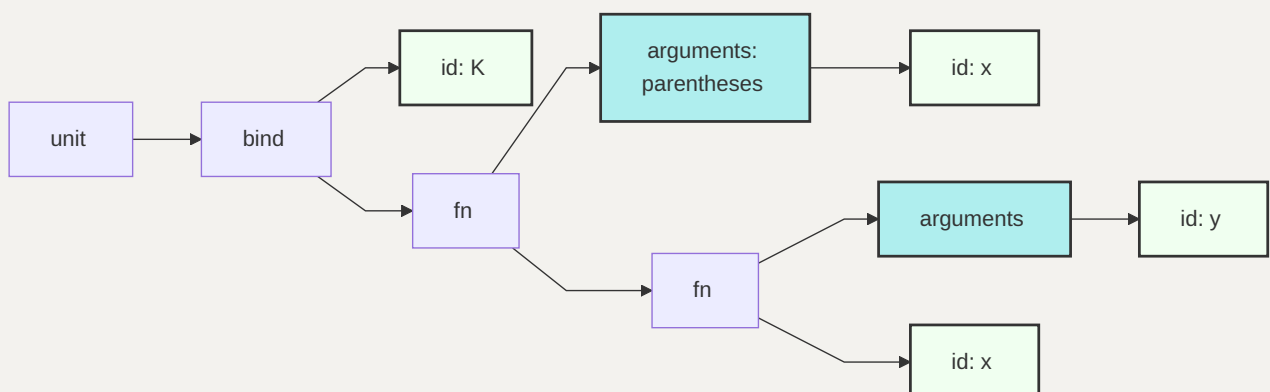 unit
bind
id: K
fn
arguments:
parentheses
id: x
fn
arguments
id: y
id: x